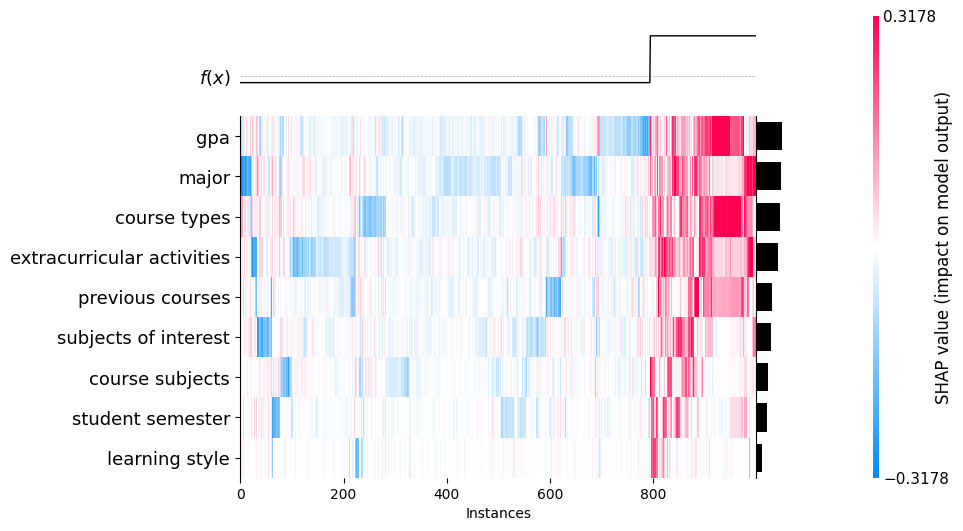 0.3178
f(x)
gpa
major
course types
extracurricular activities
previous courses
subjects of interest
course subjects
student semester
learning style
0 200 400 600 800
Instances
SHAP value (impact on model output)
−0.3178